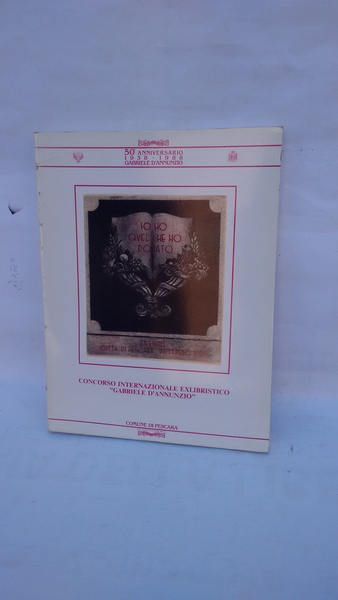 50 ANNIVERSARIO
1938 - 1988
GABRIELE D'ANNUNZIO
IO HO
QVEL CHE HO
DONATO
CONCORSO INTERNAZIONALE EXLIBRISTICO
"GABRIELE D'ANNUNZIO"
COMUNE DI PESCARA